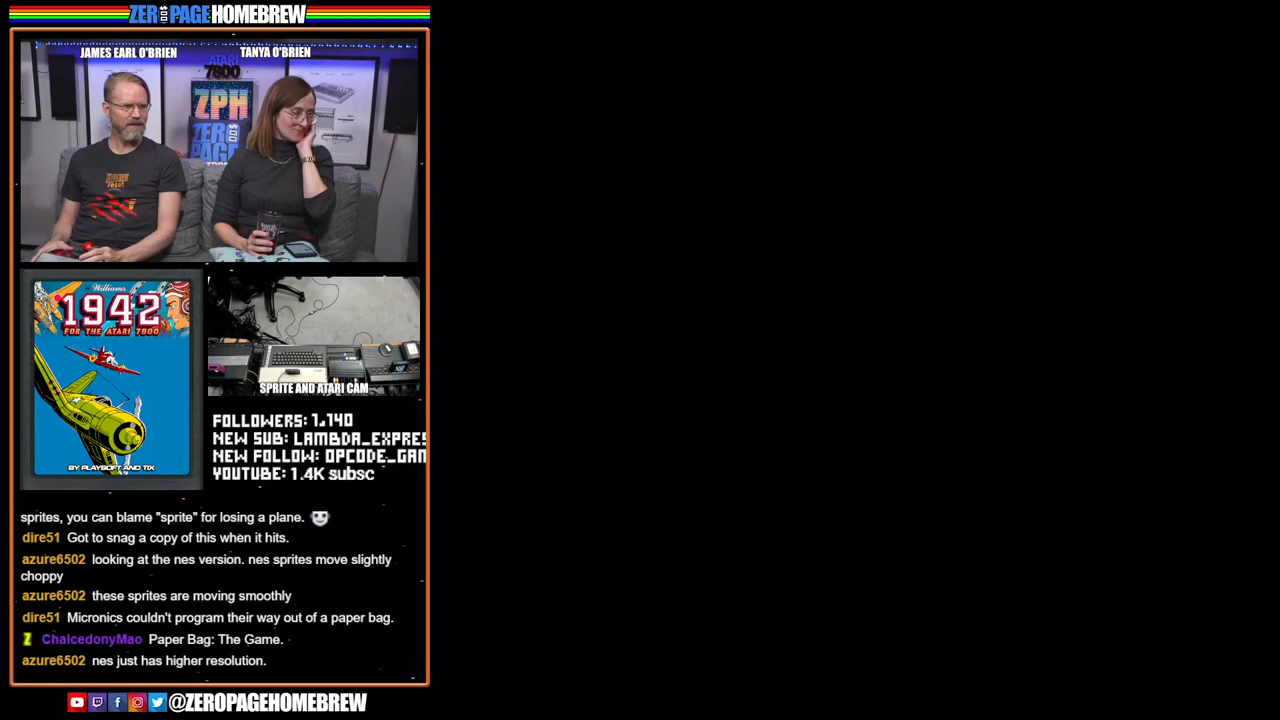 ZEROPAGEHOMEBREW
JAMES EARL O'BRIEN
TANYA O'BRIEN
ATARI
7800
ZPH
ZERO
PAGE
Williams
1942
FOR THE ATARI 7800
BY PLAYSOFT AND TIX
SPRITE AND ATARI CAM
FOLLOWERS: 1,140
NEW SUB: LAMBDA_EXPRES
NEW FOLLOW: OPCODE_GAM
YOUTUBE: 1.4K subsc
sprites, you can blame "sprite" for losing a plane.
dire51 Got to snag a copy of this when it hits.
azure6502 looking at the nes version. nes sprites move slightly
choppy
azure6502 these sprites are moving smoothly
dire51 Micronics couldn't program their way out of a paper bag.
Z ChalcedonyMao Paper Bag: The Game.
azure6502 nes just has higher resolution.
@ZEROPAGEHOMEBREW